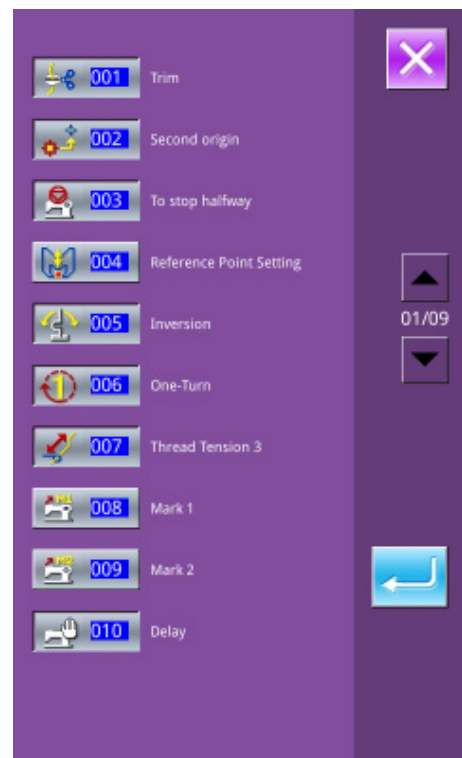 001 Trim
002 Second origin
003 To stop halfway
004 Reference Point Setting
005 Inversion
01/09
006 One-Turn
007 Thread Tension 3
008 Mark 1
009 Mark 2
010 Delay